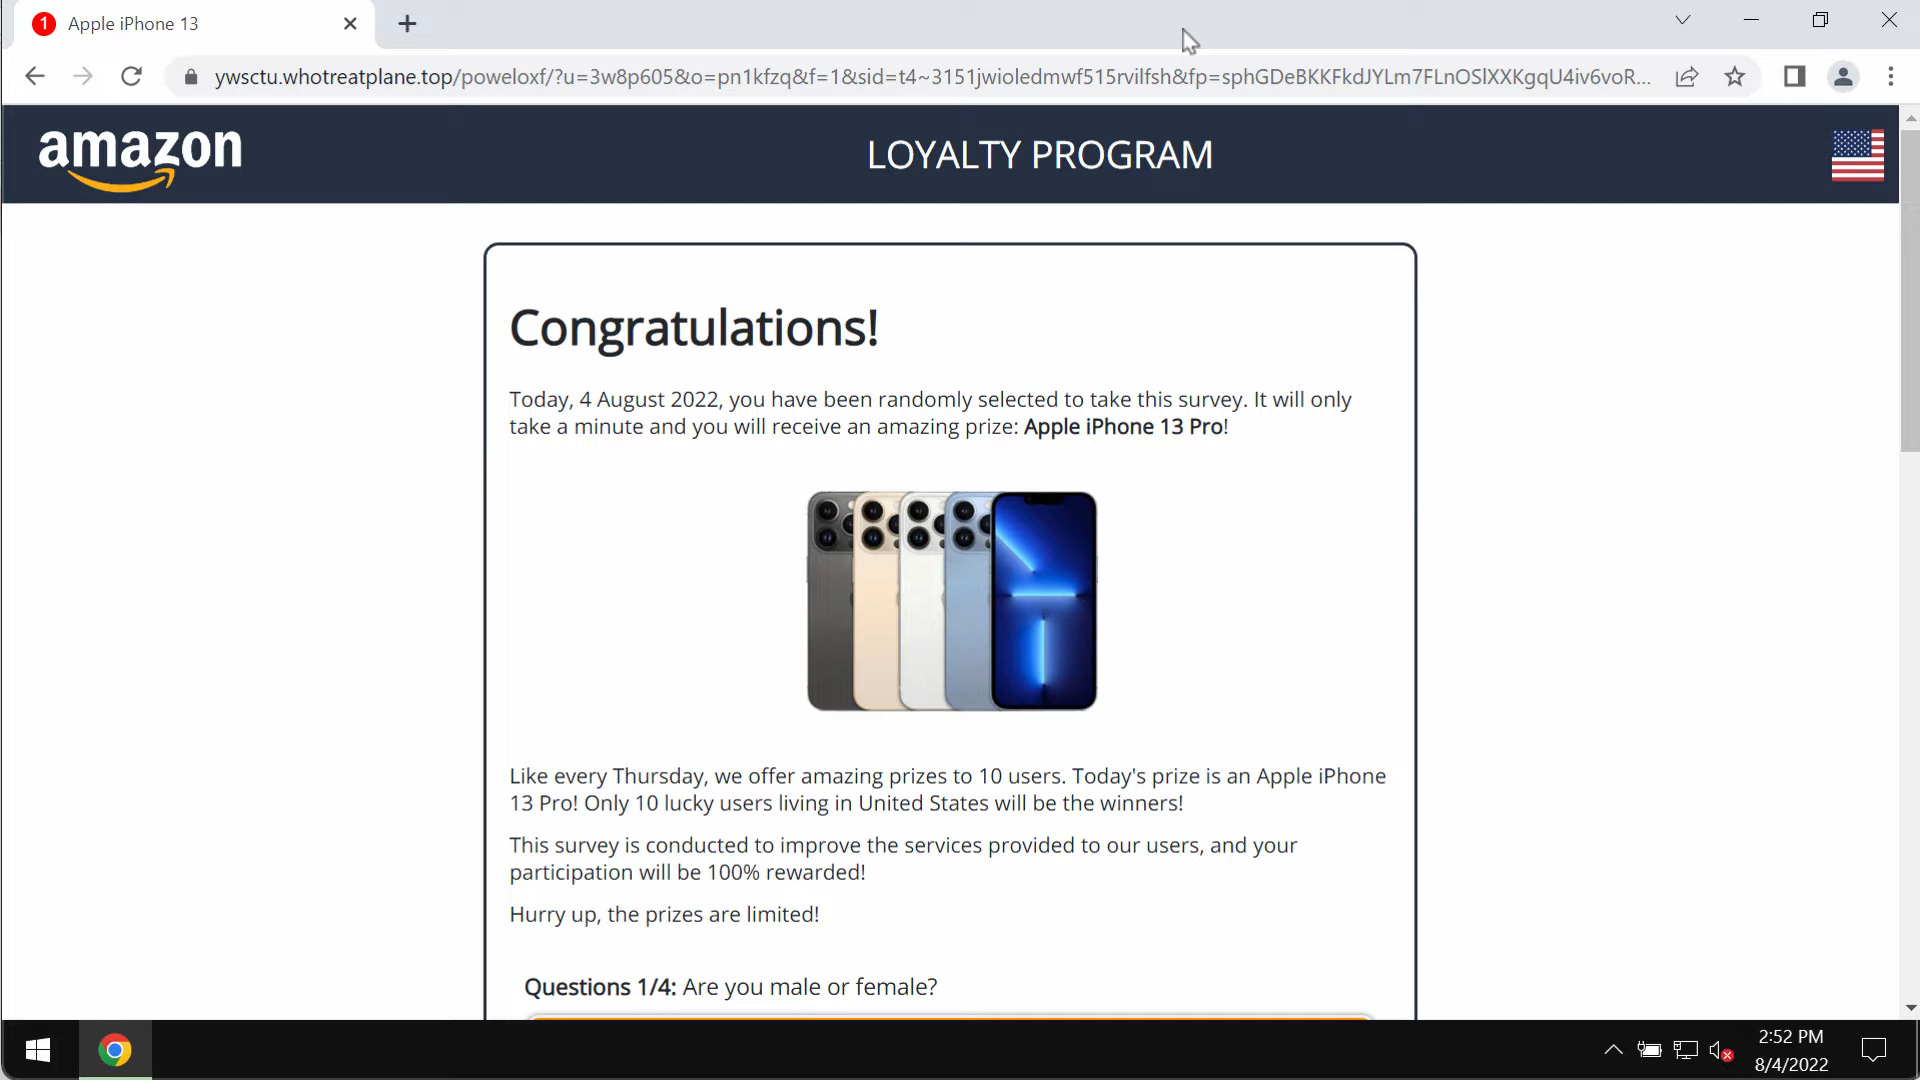 1 Apple iPhone 13
ywsctu.whotreatplane.top/poweloxf/?u=3w8p605&o=pn1kfzq&f=1&sid=t4~3151jwioledmwf515rvilfsh&fp=sphGDeBKKFkdJYLm7FLnOSlXXKgqU4iv6voR...
amazon
LOYALTY PROGRAM
Congratulations!
Today, 4 August 2022, you have been randomly selected to take this survey. It will only
take a minute and you will receive an amazing prize: Apple iPhone 13 Pro!
Like every Thursday, we offer amazing prizes to 10 users. Today's prize is an Apple iPhone
13 Pro! Only 10 lucky users living in United States will be the winners!
This survey is conducted to improve the services provided to our users, and your
participation will be 100% rewarded!
Hurry up, the prizes are limited!
Questions 1/4: Are you male or female?
2:52 PM
8/4/2022